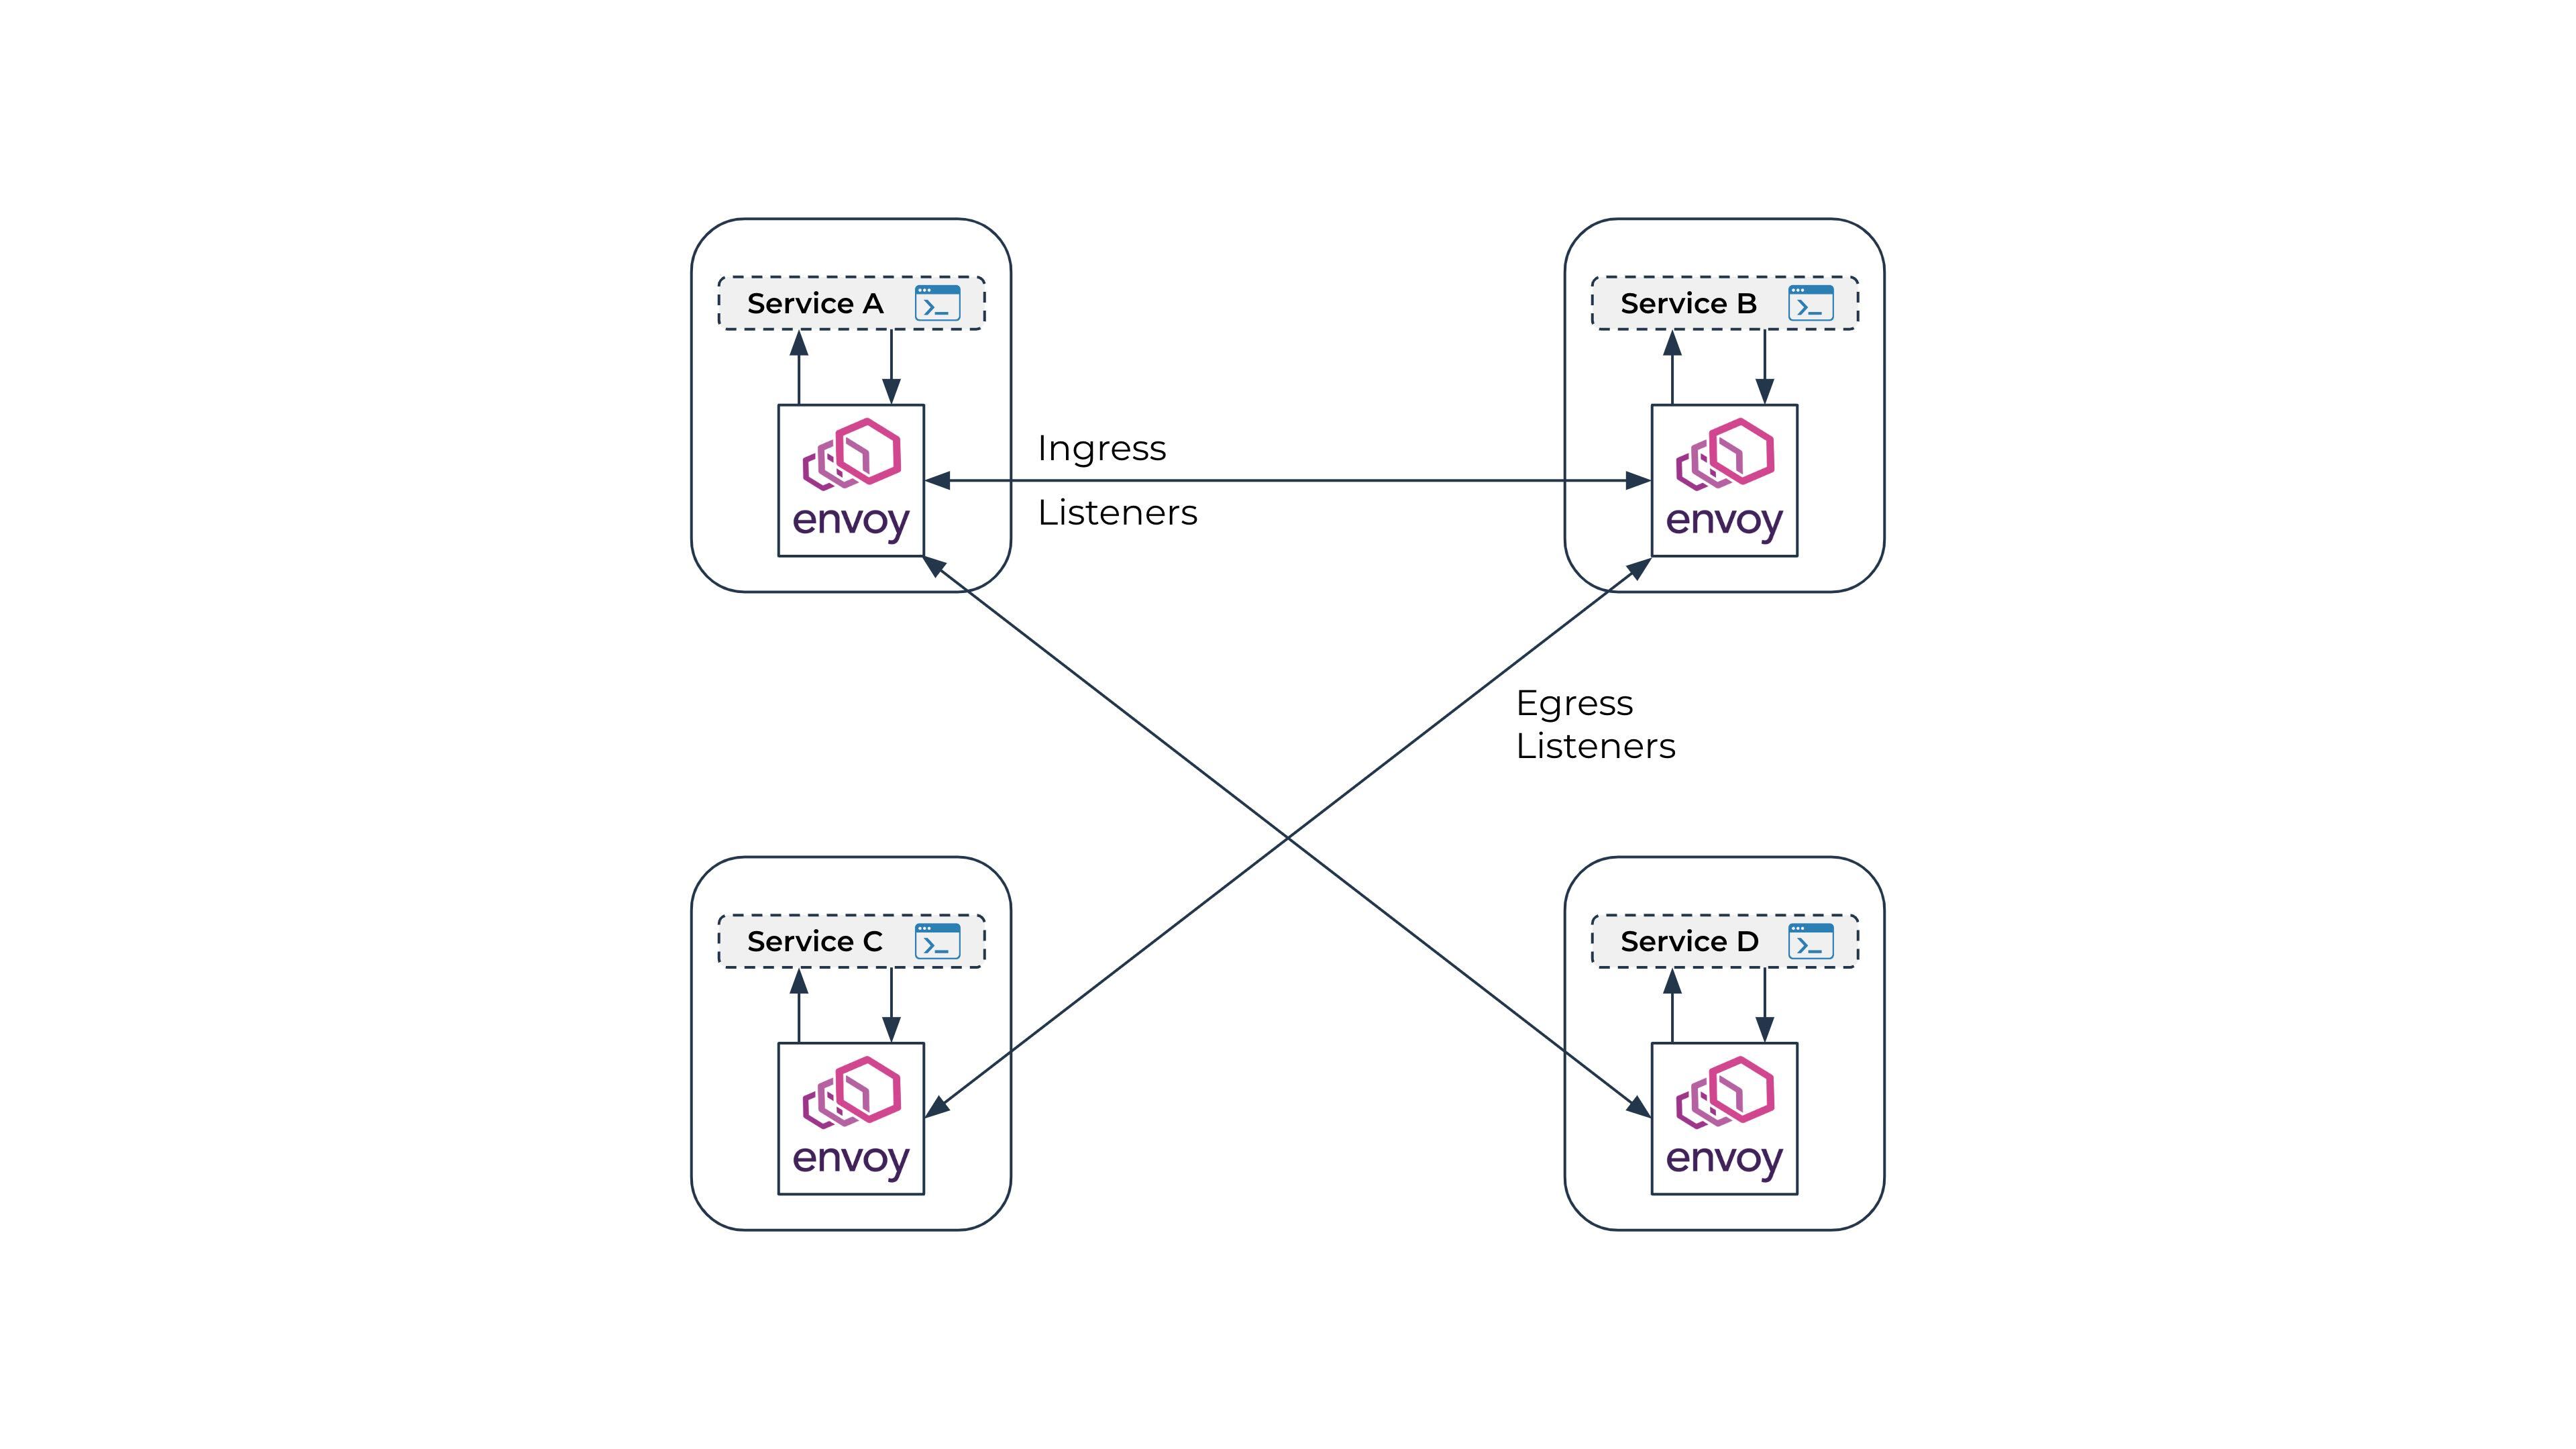 Service A
Service B
envoy
Ingress
Listeners
envoy
Egress
Listeners
Service C
Service D
envoy
envoy